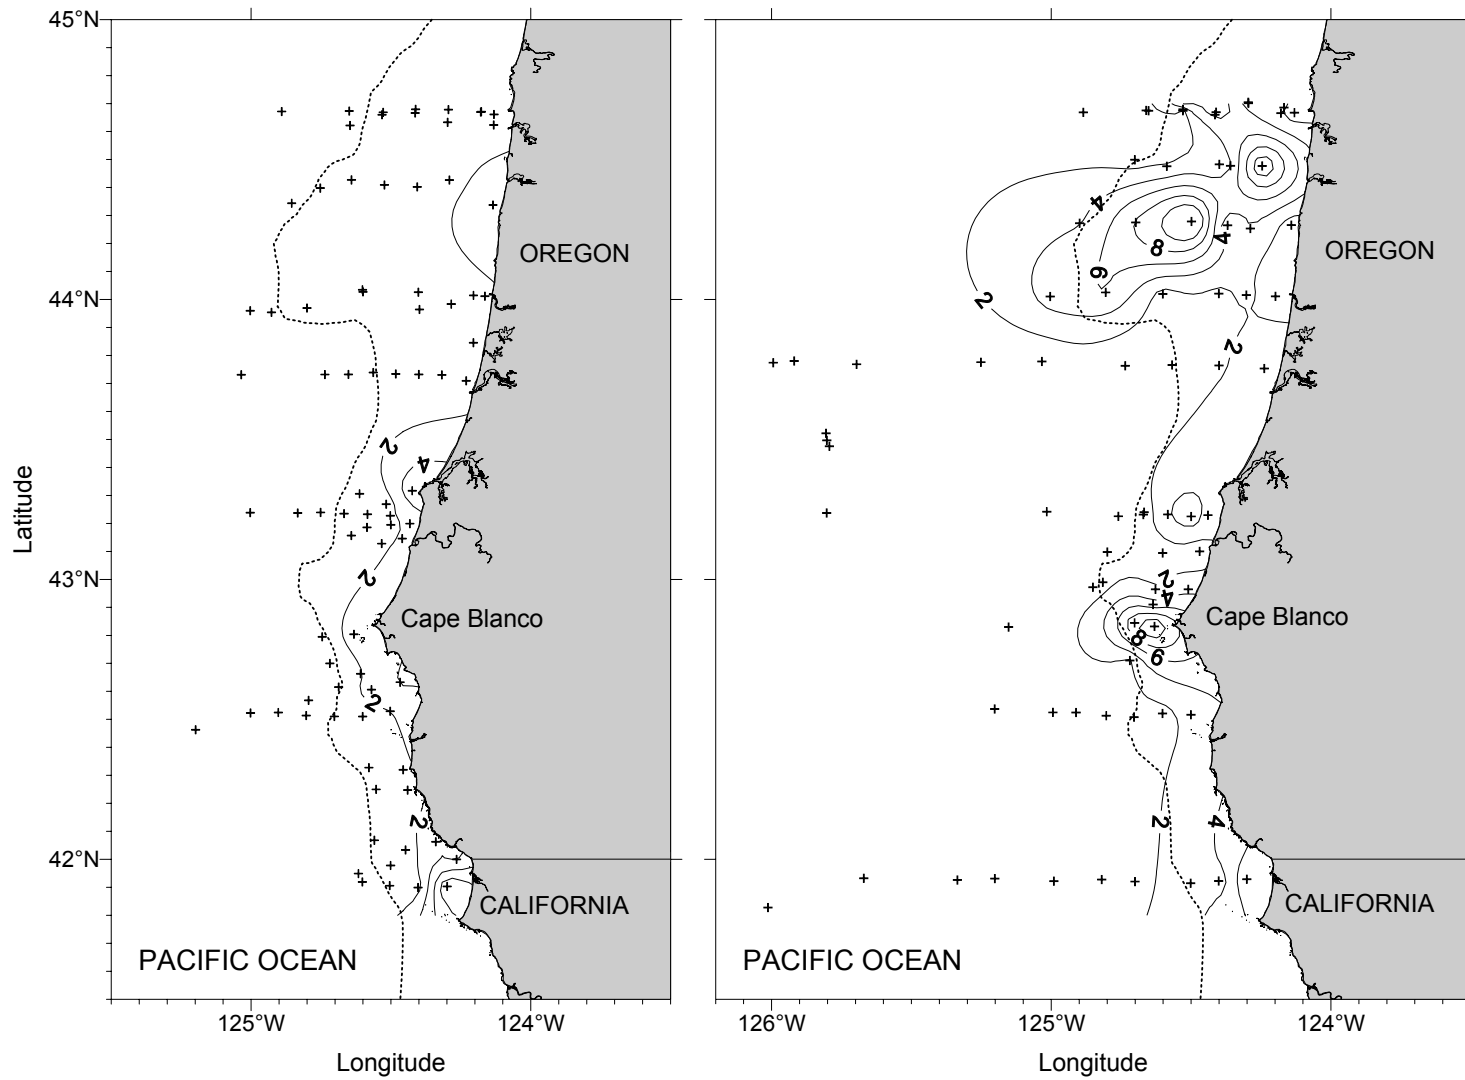 45°N
44°N
43°N
42°N
Latitude
OREGON
2
4
2
Cape Blanco
2
2
CALIFORNIA
PACIFIC OCEAN
125°W
124°W
Longitude
4
4
8
6
2
OREGON
2
2
4
Cape Blanco
8
6
2
4
CALIFORNIA
PACIFIC OCEAN
126°W
125°W
124°W
Longitude